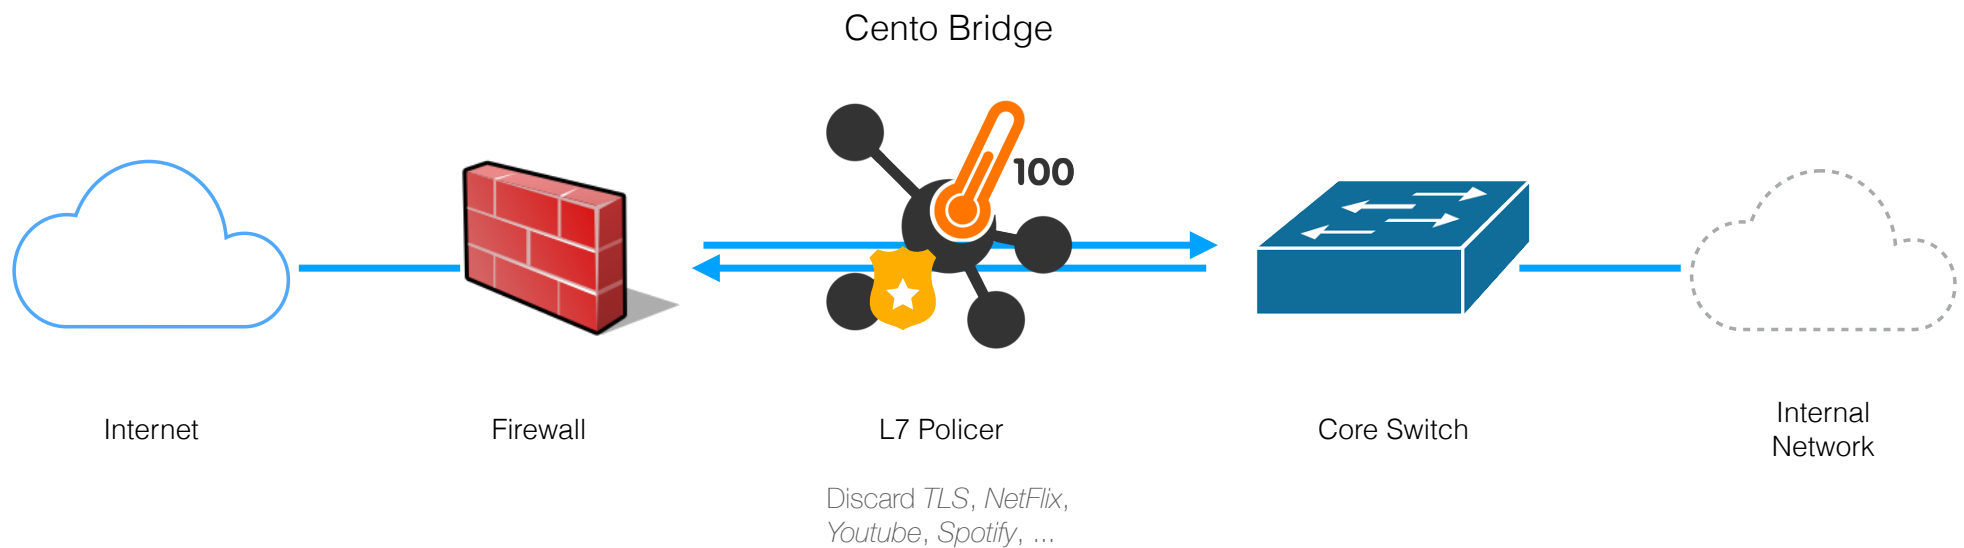 Cento Bridge
100
Internet
Firewall
L7 Policer
Core Switch
Internal
Network
Discard TLS, NetFlix,
Youtube, Spotify, ...